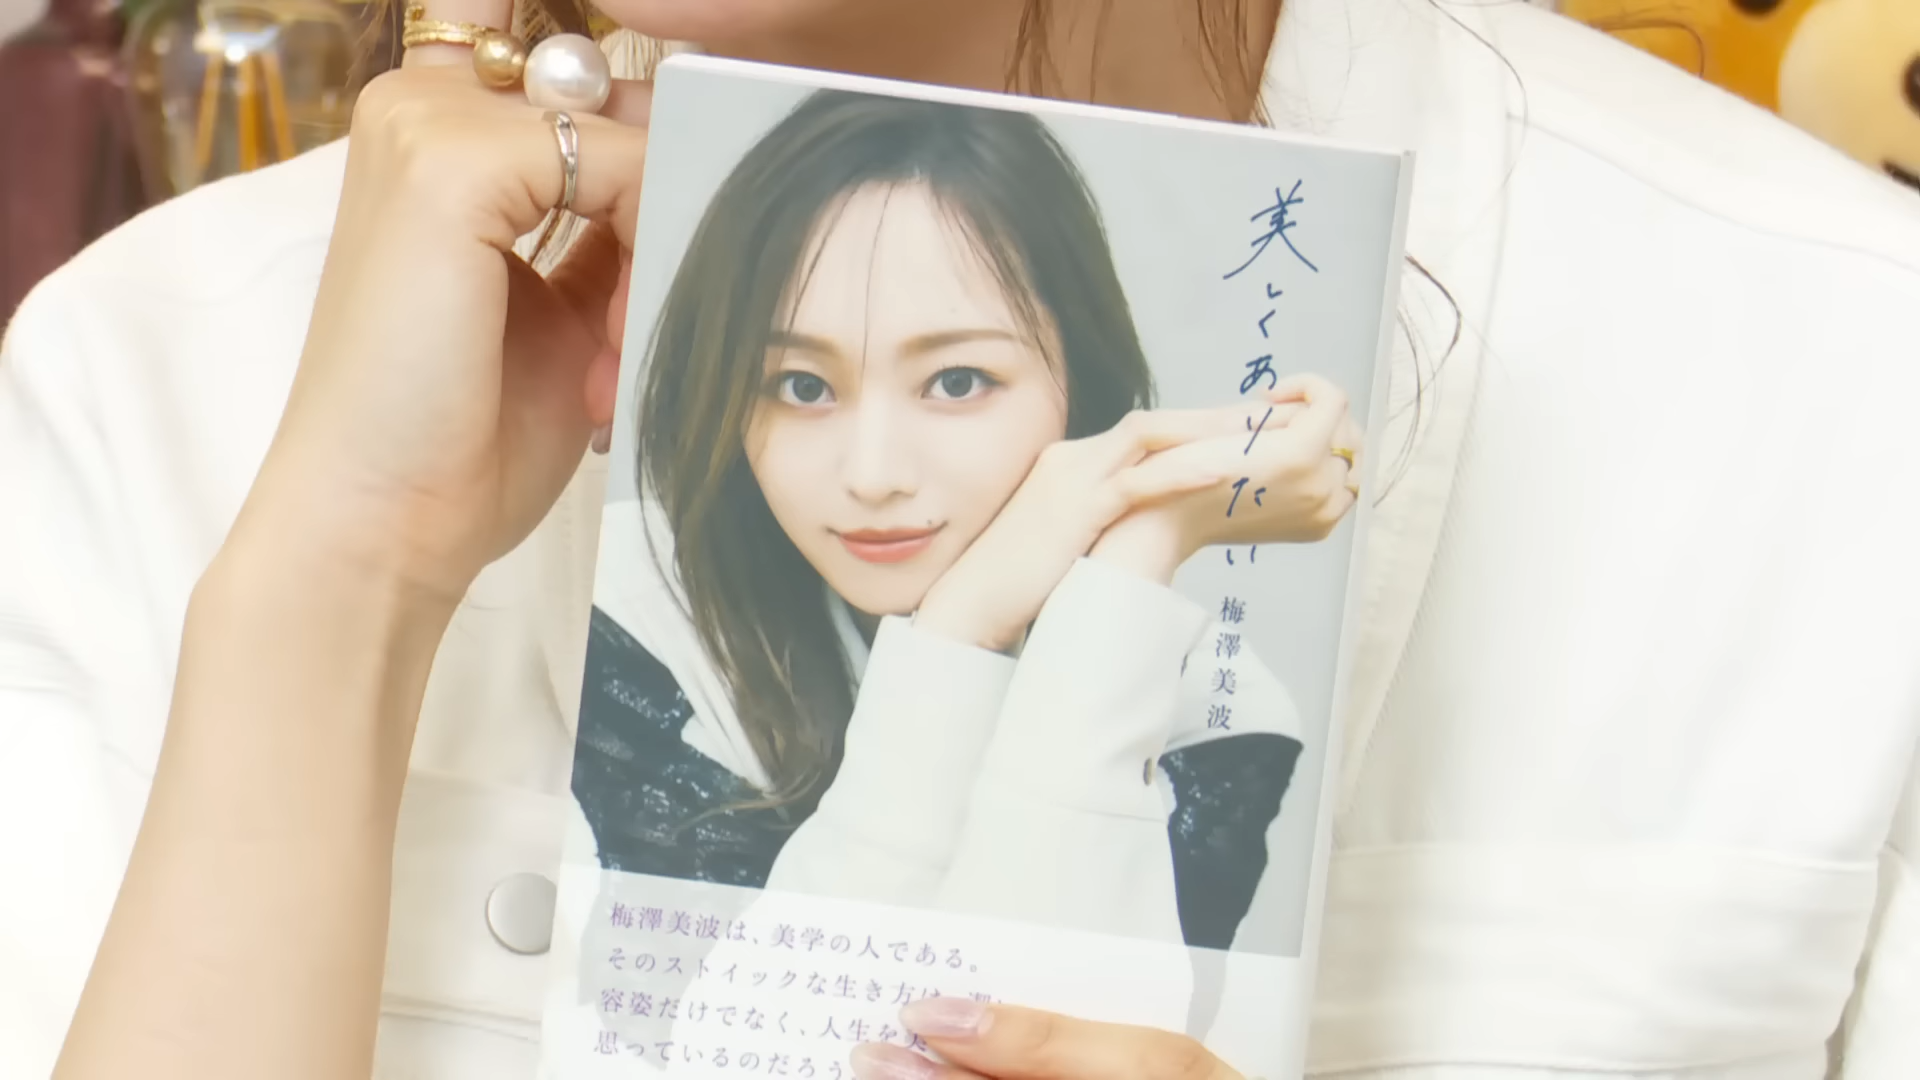 美しくありたい
梅澤美波
梅澤美波は、美学の人である。
そのストイックな生き方は、潔い
容姿だけでなく、人生を美
思っているのだろう。